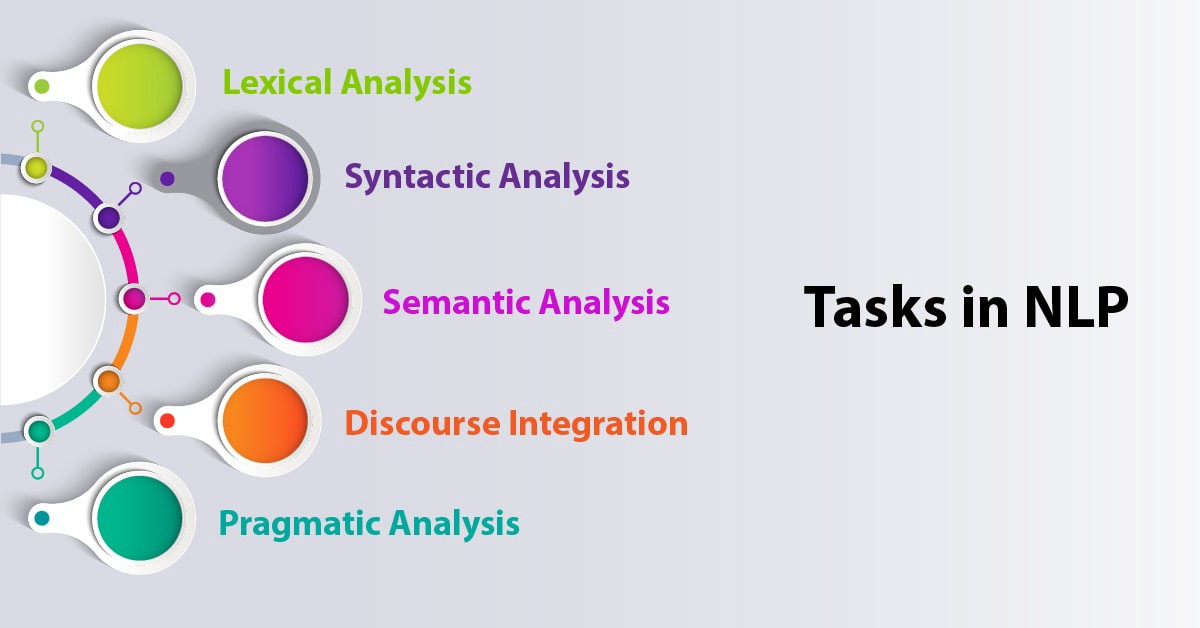 Lexical Analysis
Syntactic Analysis
Semantic Analysis
Tasks in NLP
Discourse Integration
Pragmatic Analysis